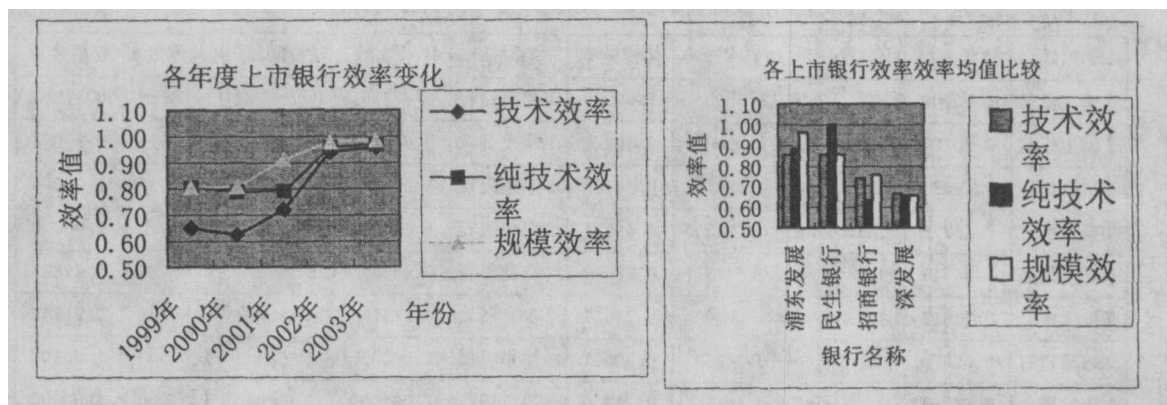 各年度上市银行效率变化
1. 10
1. 00
0. 90
0. 80
0. 70
0. 60
0. 50
效率值
1999年
2000年
2001年
2002年
2003年
年份
技术效率
纯技术效
率
规模效率
各上市银行效率效率均值比较
1. 10
1. 00
0. 90
0. 80
0. 70
0. 60
0. 50
效率值
浦东发展
民生银行
招商银行
深发展
银行名称
技术效
率
纯技术
效率
规模效
率